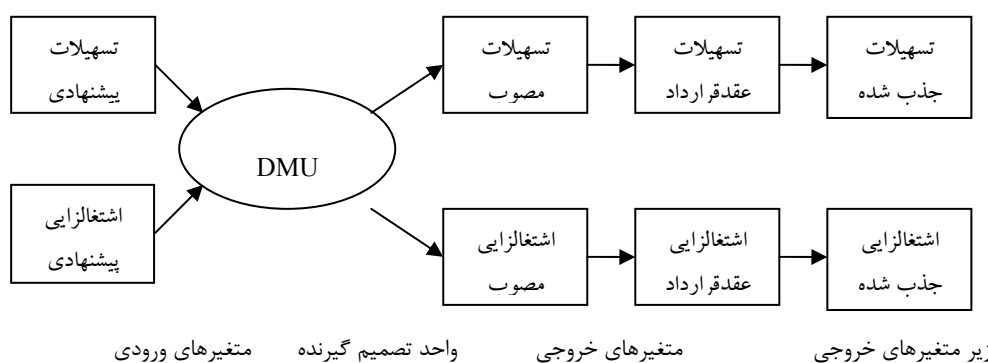 تسهیلات
پیشنهادی
اشتغالزایی
پیشنهادی
DMU
تسهیلات
مصوب
تسهیلات
عقدقرارداد
تسهیلات
جذب شده
اشتغالزایی
مصوب
اشتغالزایی
عقدقرارداد
اشتغالزایی
جذب شده
متغیرهای ورودی واحد تصمیم گیرنده متغیرهای خروجی زیر متغیرهای خروجی